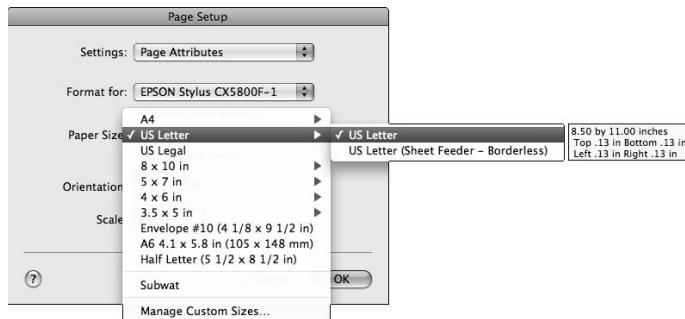 Page Setup
Settings: Page Attributes
Format for: EPSON Stylus CX5800F-1
A4
Paper Size ✓ US Letter
US Legal
8 x 10 in
5 x 7 in
Orientation
4 x 6 in
3.5 x 5 in
Scale
Envelope #10 (4 1/8 x 9 1/2 in)
A6 4.1 x 5.8 in (105 x 148 mm)
Half Letter (5 1/2 x 8 1/2 in)
Subwat
Manage Custom Sizes...
✓ US Letter
US Letter (Sheet Feeder – Borderless)
8.50 by 11.00 inches
Top .13 in Bottom .13 in
Left .13 in Right .13 in
? OK